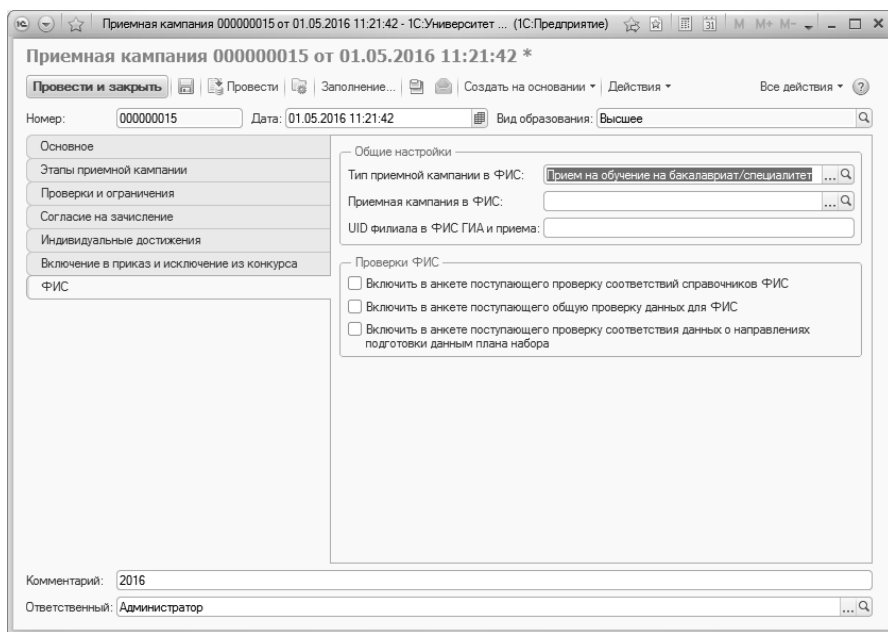 Приемная кампания 000000015 от 01.05.2016 11:21:42 - 1С:Университет ... (1С:Предприятие) M M+ M-
Приемная кампания 000000015 от 01.05.2016 11:21:42 *
Провести и закрыть Провести Заполнение... Создать на основании Действия Все действия
Номер: 000000015 Дата: 01.05.2016 11:21:42 Вид образования: Высшее
Основное
Этапы приемной кампании
Проверки и ограничения
Согласие на зачисление
Индивидуальные достижения
Включение в приказ и исключение из конкурса
ФИС
Общие настройки
Тип приемной кампании в ФИС: Прием на обучение на бакалавриат/специалитет ...
Приемная кампания в ФИС: ...
UID филиала в ФИС ГИА и приема:
Проверки ФИС
Включить в анкете поступающего проверку соответствий справочников ФИС
Включить в анкете поступающего общую проверку данных для ФИС
Включить в анкете поступающего проверку соответствия данных о направлениях
подготовки данным плана набора
Комментарий: 2016
Ответственный: Администратор ...